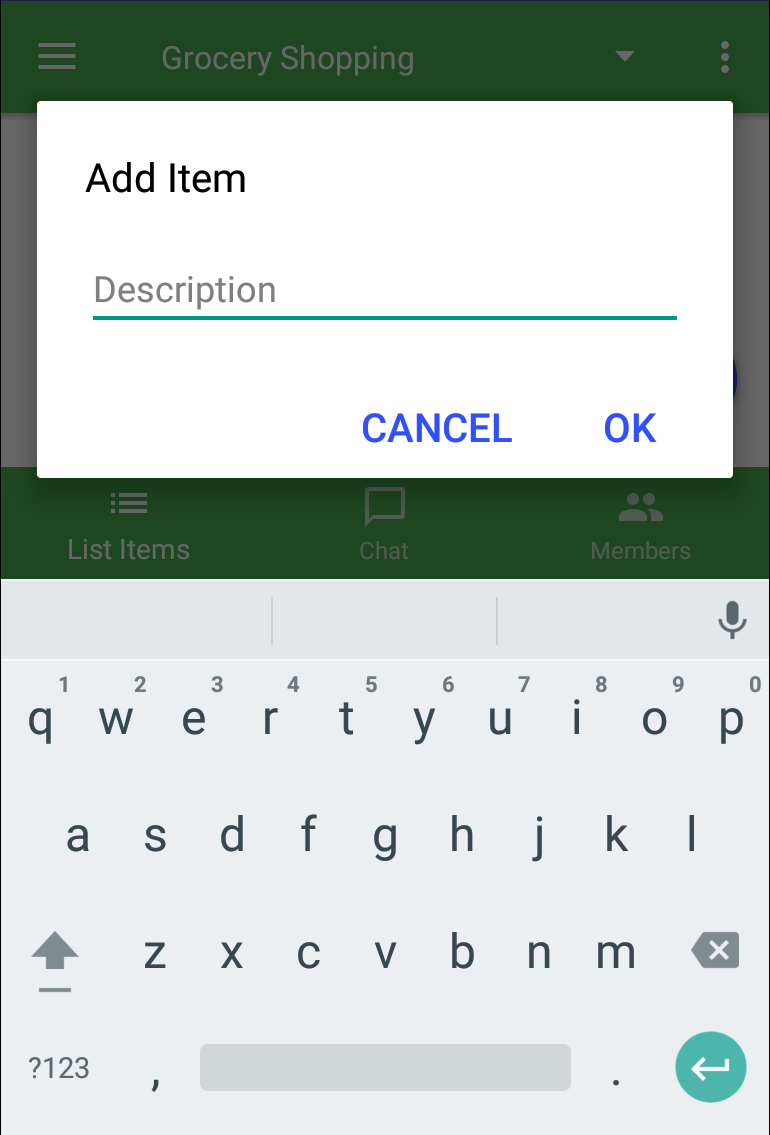 Grocery Shopping
Add Item
Description
CANCEL OK
List Items Chat Members
1 2 3 4 5 6 7 8 9 0
q w e r t y u i o p
a s d f g h j k l
z x c v b n m
?123 , .